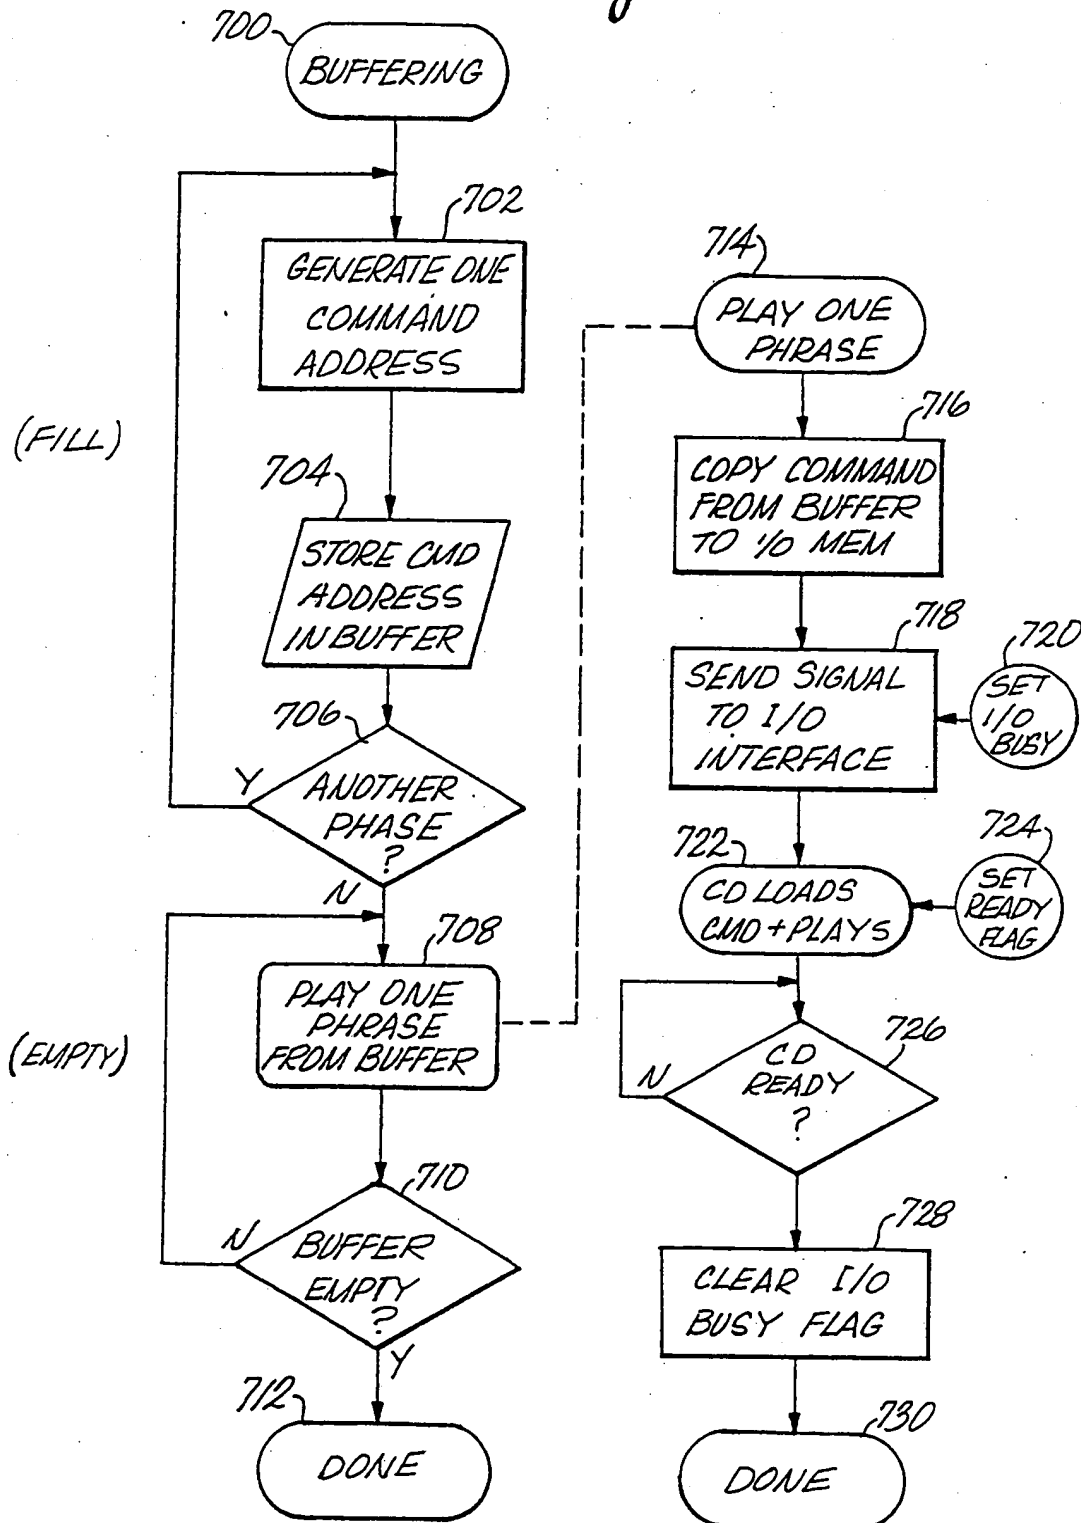 700
BUFFERING
702
GENERATE ONE
COMMAND
ADDRESS
(FILL)
704
STORE CMD
ADDRESS
IN BUFFER
706
Y
ANOTHER
PHASE
?
N
708
PLAY ONE
PHRASE
FROM BUFFER
(EMPTY)
710
N
BUFFER
EMPTY
?
Y
712
DONE
714
PLAY ONE
PHRASE
716
COPY COMMAND
FROM BUFFER
TO I/O MEM
718
SEND SIGNAL
TO I/O
INTERFACE
720
SET
I/O
BUSY
722
CD LOADS
CMD + PLAYS
724
SET
READY
FLAG
726
CD
READY
?
N
728
CLEAR I/O
BUSY FLAG
730
DONE